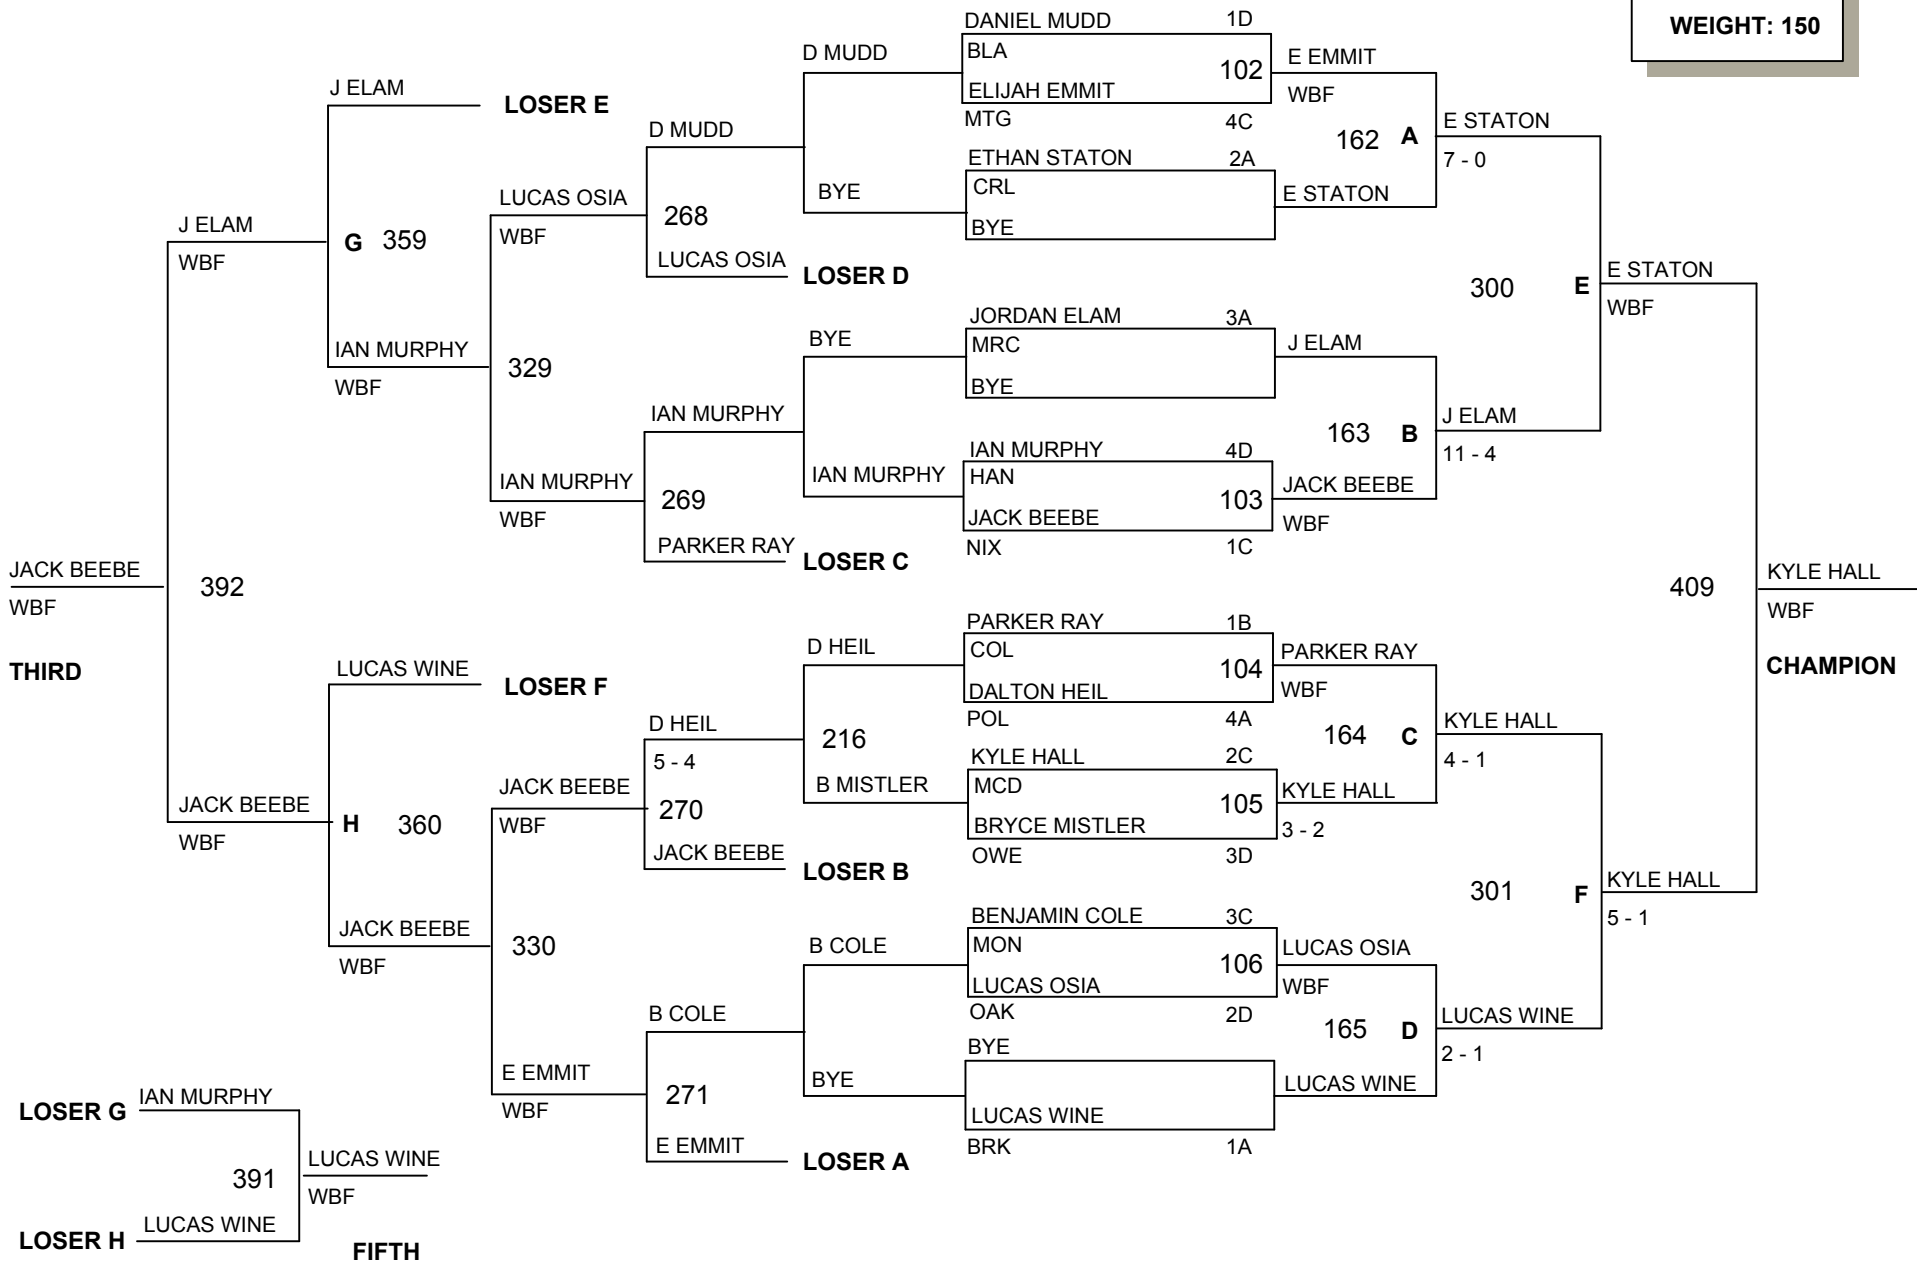 WEIGHT: 150
DANIEL MUDD 1D
BLA
102
ELIJAH EMMIT
MTG 4C
ETHAN STATON 2A
CRL
BYE
JORDAN ELAM 3A
MRC
BYE
IAN MURPHY 4D
HAN
103
JACK BEEBE
NIX 1C
PARKER RAY 1B
COL
104
DALTON HEIL
POL 4A
KYLE HALL 2C
MCD
105
BRYCE MISTLER
OWE 3D
BENJAMIN COLE 3C
MON
106
LUCAS OSIA
OAK 2D
BYE
LUCAS WINE
BRK 1A
E EMMIT
WBF
162 A
E STATON
J ELAM
163 B
JACK BEEBE
WBF
PARKER RAY
WBF
164 C
KYLE HALL
3 - 2
LUCAS OSIA
WBF
165 D
LUCAS WINE
E STATON
7 - 0
300 E
J ELAM
11 - 4
KYLE HALL
4 - 1
301 F
LUCAS WINE
2 - 1
E STATON
WBF
409
KYLE HALL
5 - 1
KYLE HALL
WBF
CHAMPION
D MUDD
BYE
BYE
IAN MURPHY
D HEIL
216
B MISTLER
B COLE
BYE
D MUDD
268
LUCAS OSIA
LOSER D
IAN MURPHY
269
PARKER RAY
LOSER C
D HEIL
5 - 4
270
JACK BEEBE
LOSER B
B COLE
271
E EMMIT
LOSER A
LUCAS OSIA
WBF
329
IAN MURPHY
WBF
JACK BEEBE
WBF
330
E EMMIT
WBF
J ELAM
LOSER E
G 359
IAN MURPHY
WBF
LUCAS WINE
LOSER F
H 360
JACK BEEBE
WBF
J ELAM
WBF
392
JACK BEEBE
WBF
JACK BEEBE
WBF
THIRD
LOSER G IAN MURPHY
391
LOSER H LUCAS WINE
LUCAS WINE
WBF
FIFTH